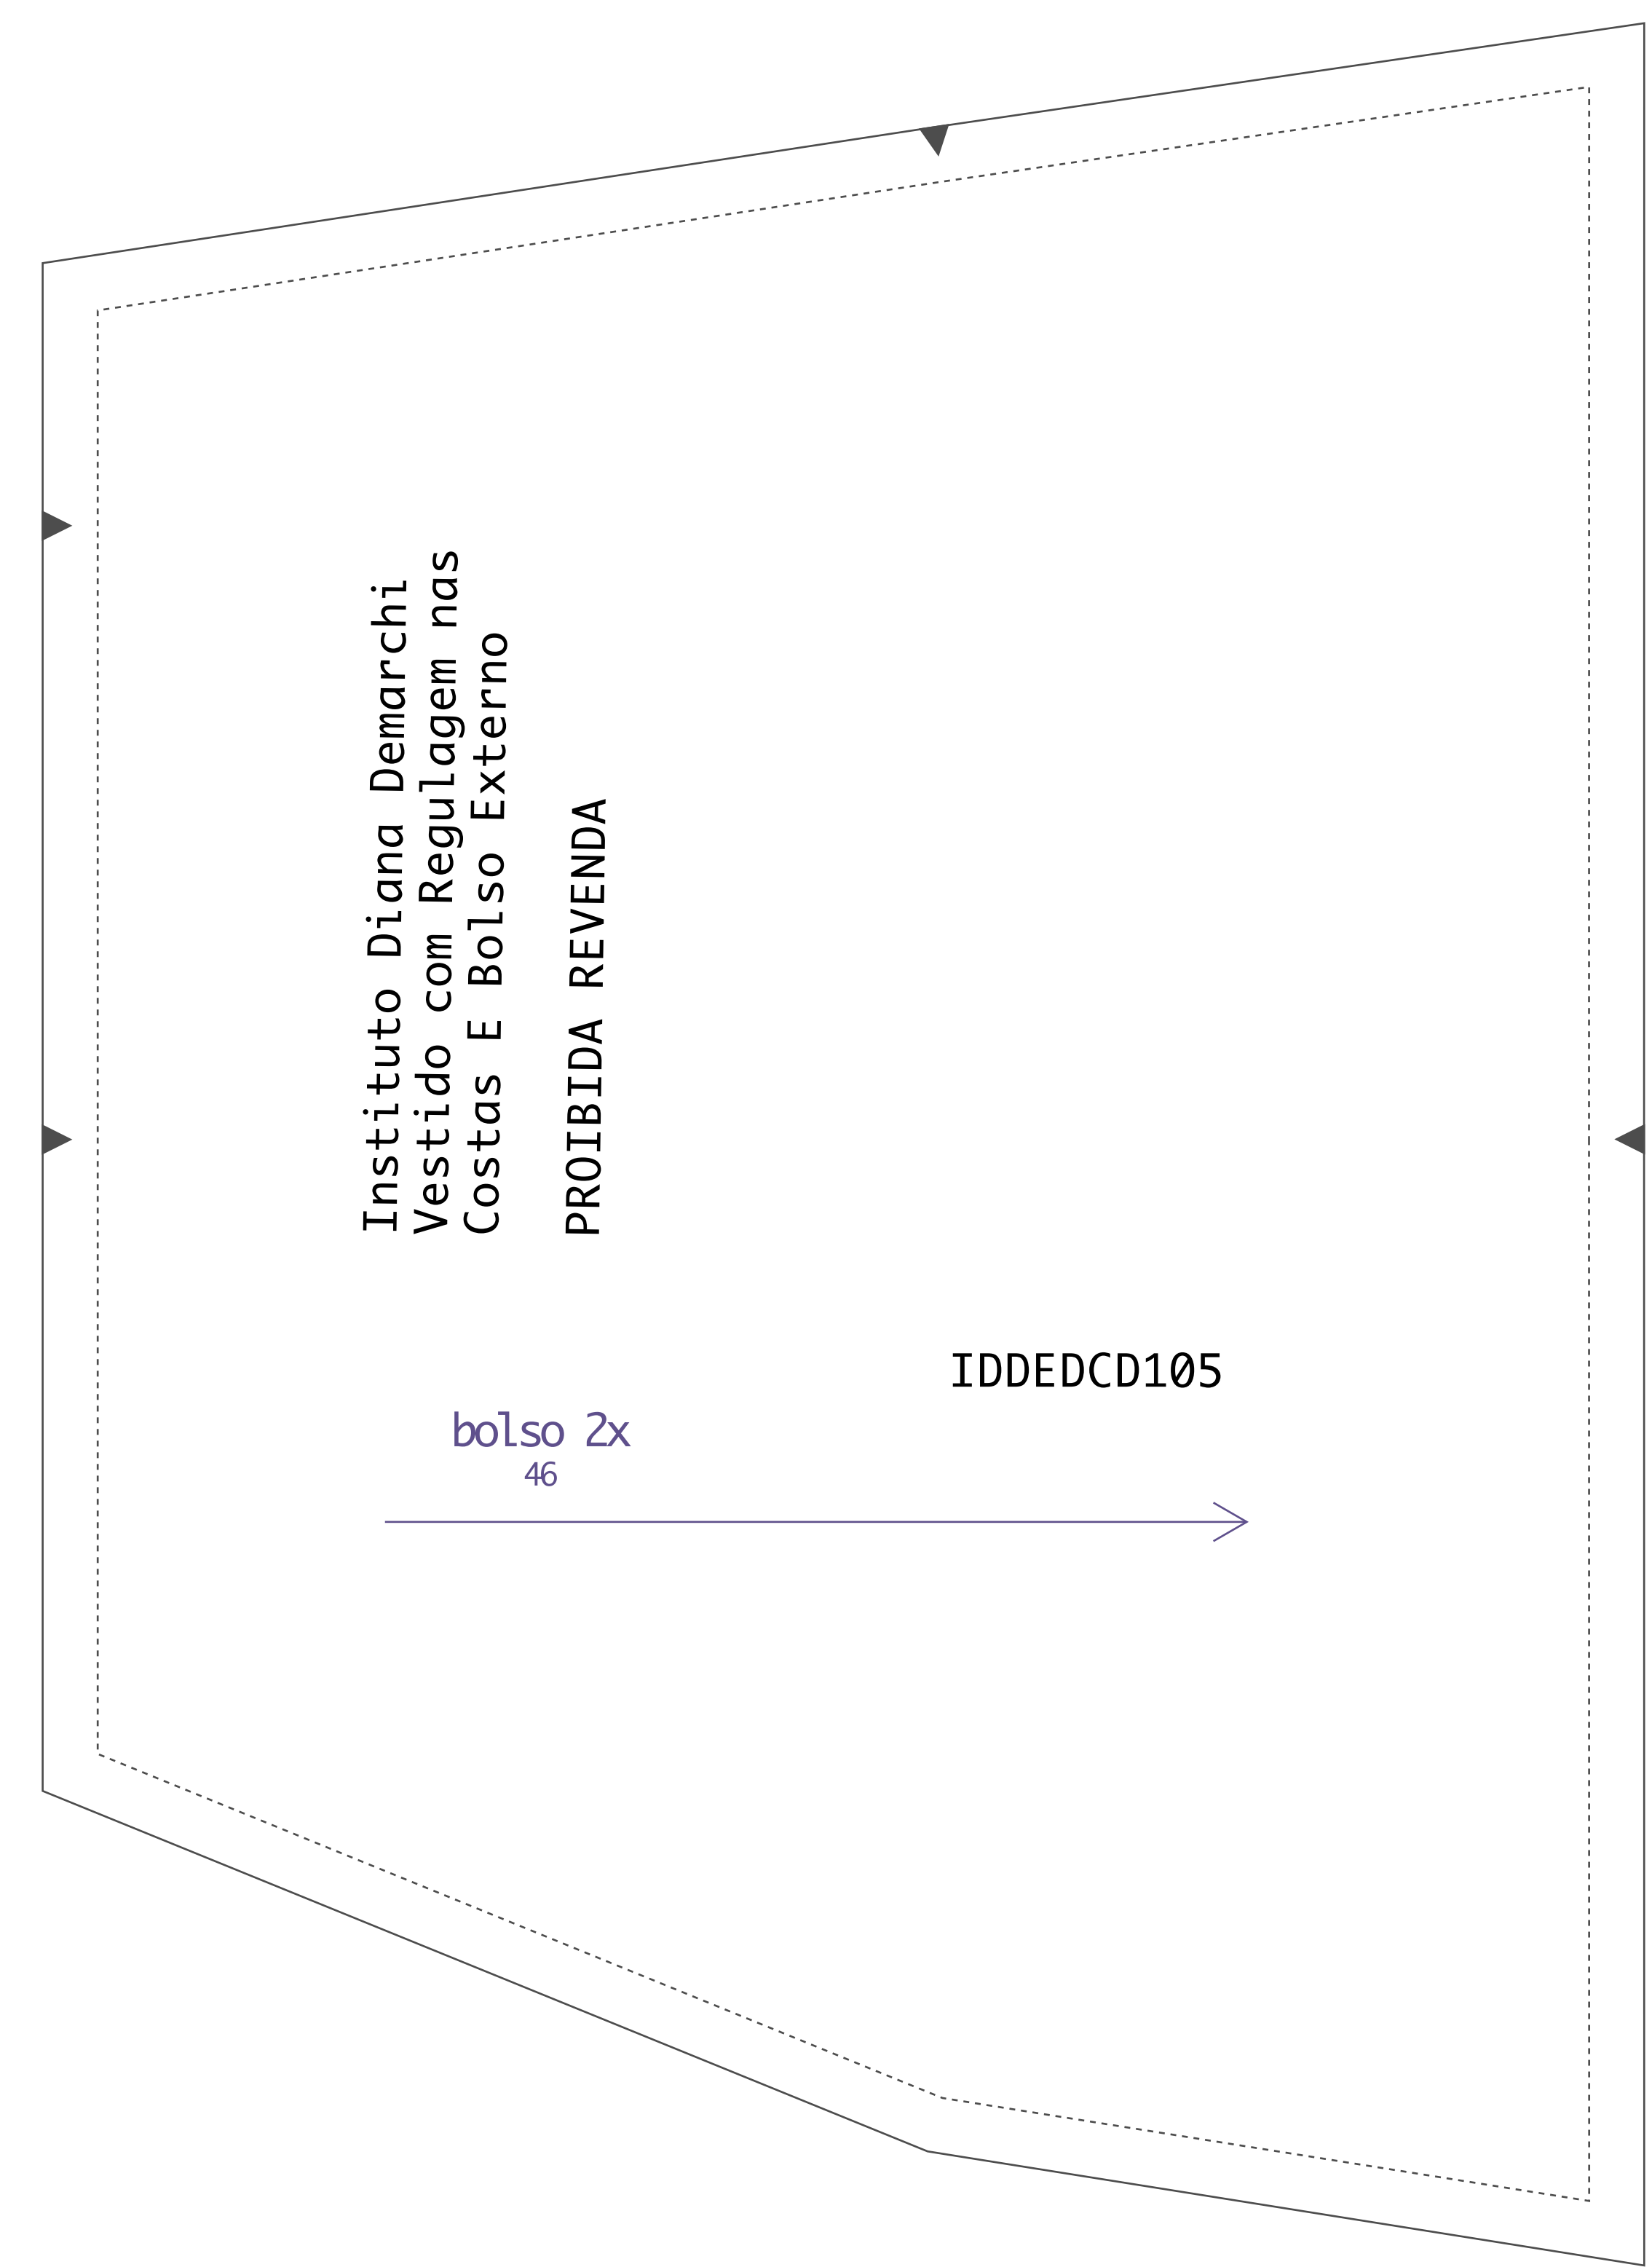 Instituto Diana Demarchi
Vestido com Regulagem nas
Costas E Bolso Externo
PROIBIDA REVENDA
IDDEDCD105
bolso 2x
46